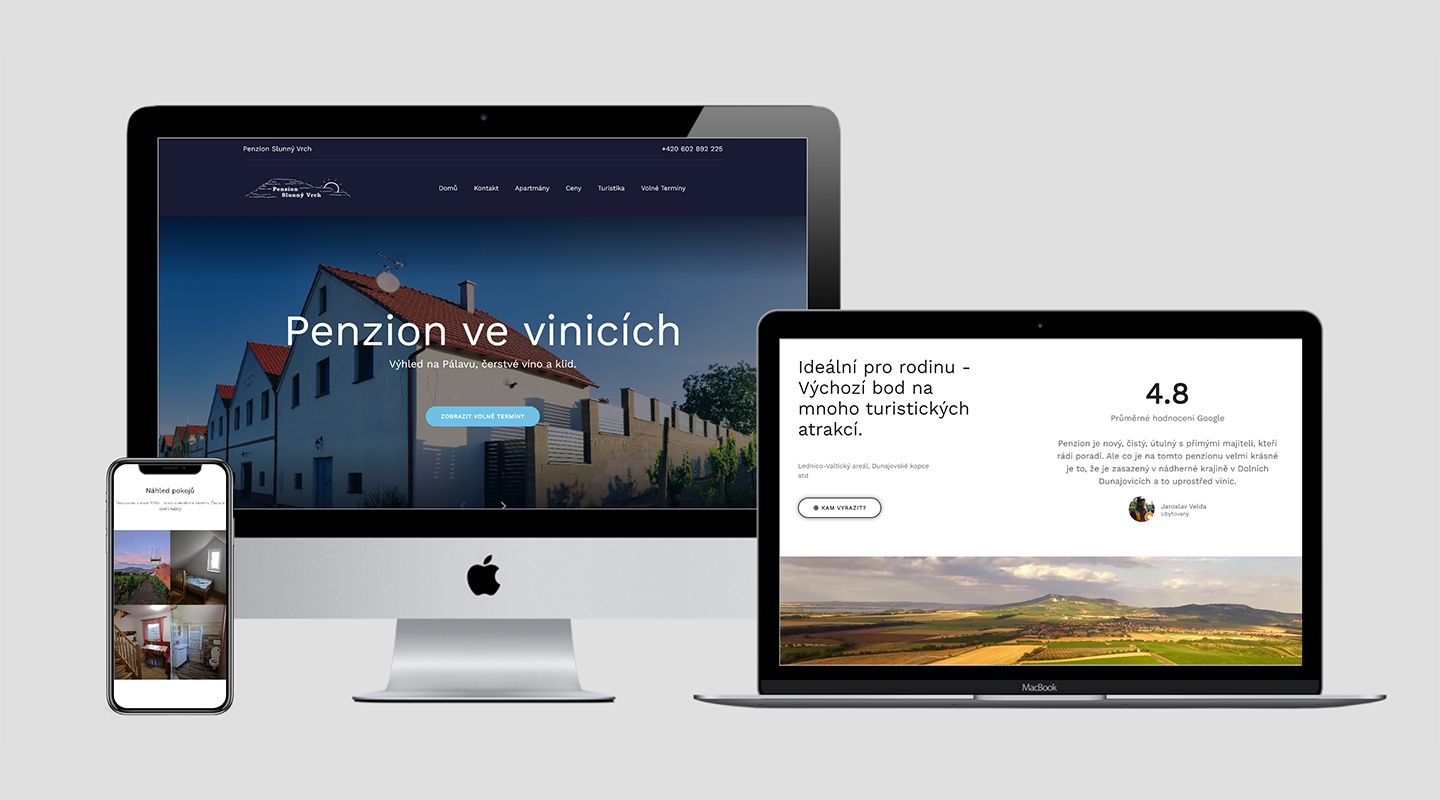 Penzion Slunný Vrch
+420 602 892 225
Penzion
Slunný Vrch
Domů Kontakt Apartmány Ceny Turistika Volné Termíny
Penzion ve vinicích
Výhled na Pálavu, čerstvé víno a klid.
ZOBRAZIT VOLNÉ TERMÍNY
Náhled pokojů
Ideální pro rodinu -
Výchozí bod na
mnoho turistických
atrakcí.
Lednico-Valtický areál, Dunajovské kopce
atd
KAM VYRAZIT?
4.8
Průměrné hodnocení Google
Penzion je nový, čistý, útulný s přímými majiteli, kteří
rádi poradí. Ale co je na tomto penzionu velmi krásné
je to, že je zasazený v nádherné krajině v Dolních
Dunajovicích a to uprostřed vinic.
Jaroslav Velda
Ubytovaný
MacBook